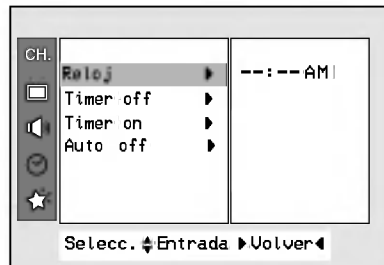 CH.
Reloj ▶ --:--AM
Timer off ▶
Timer on ▶
Auto off ▶
Selecc.▲▼Entrada ▶Volver◀